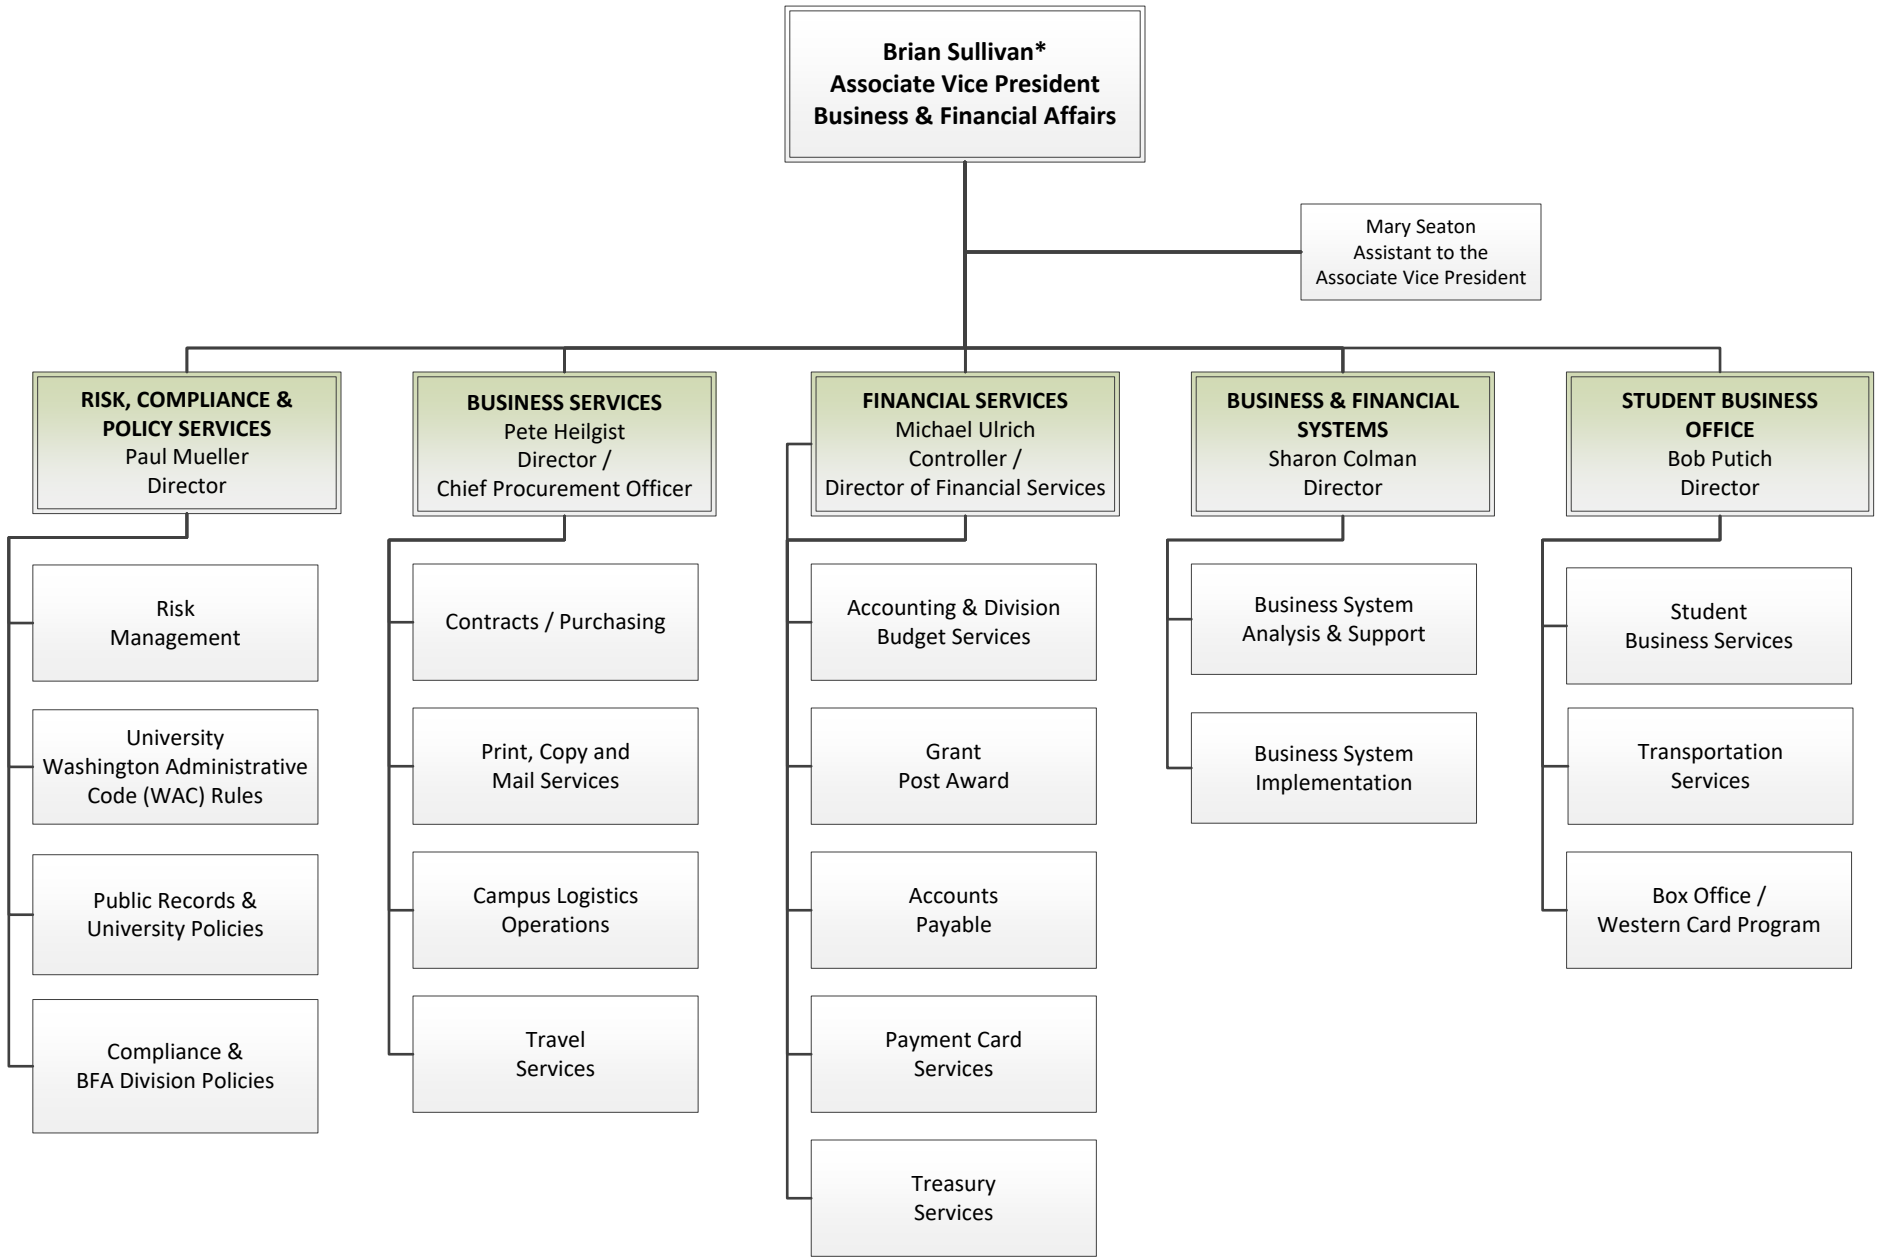 Brian Sullivan*
Associate Vice President
Business & Financial Affairs
Mary Seaton
Assistant to the
Associate Vice President
RISK, COMPLIANCE &
POLICY SERVICES
Paul Mueller
Director
Risk
Management
University
Washington Administrative
Code (WAC) Rules
Public Records &
University Policies
Compliance &
BFA Division Policies
BUSINESS SERVICES
Pete Heilgist
Director /
Chief Procurement Officer
Contracts / Purchasing
Print, Copy and
Mail Services
Campus Logistics
Operations
Travel
Services
FINANCIAL SERVICES
Michael Ulrich
Controller /
Director of Financial Services
Accounting & Division
Budget Services
Grant
Post Award
Accounts
Payable
Payment Card
Services
Treasury
Services
BUSINESS & FINANCIAL
SYSTEMS
Sharon Colman
Director
Business System
Analysis & Support
Business System
Implementation
STUDENT BUSINESS
OFFICE
Bob Putich
Director
Student
Business Services
Transportation
Services
Box Office /
Western Card Program